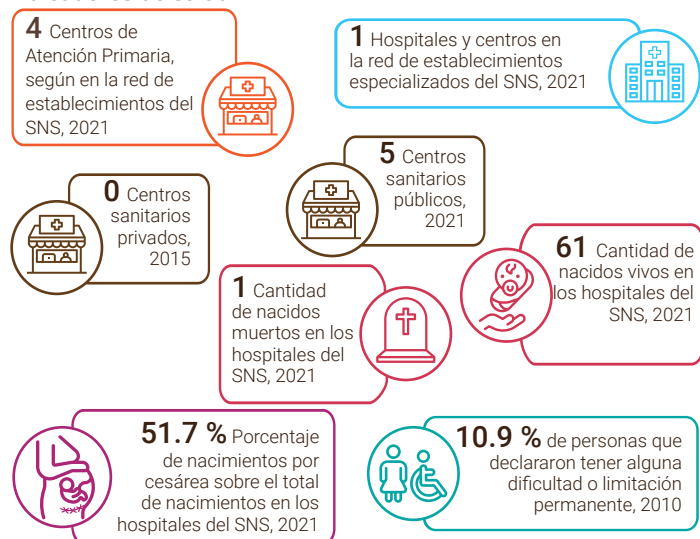 4 Centros de
Atención Primaria,
según en la red de
establecimientos del
SNS, 2021
1 Hospitales y centros en
la red de establecimientos
especializados del SNS, 2021
0 Centros
sanitarios
privados,
2015
5 Centros
sanitarios
públicos,
2021
1 Cantidad
de nacidos
muertos en los
hospitales del
SNS, 2021
61 Cantidad de
nacidos vivos en
los hospitales del
SNS, 2021
51.7 % Porcentaje
de nacimientos por
cesárea sobre el total
de nacimientos en los
hospitales del SNS, 2021
10.9 % de personas que
declararon tener alguna
dificultad o limitación
permanente, 2010